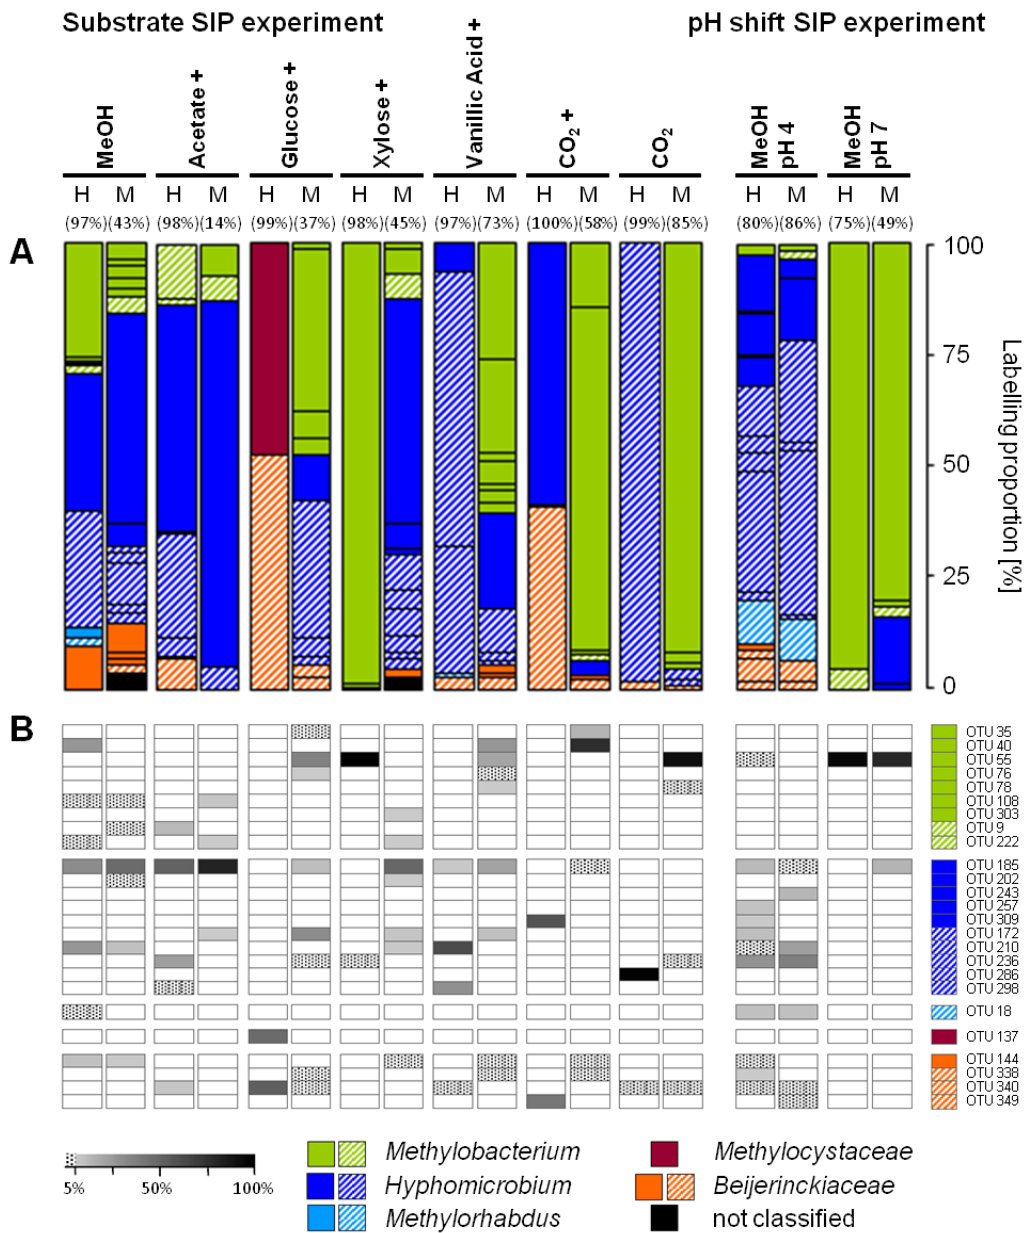 Substrate SIP experiment
pH shift SIP experiment
MeOH
Acetate +
Glucose +
Xylose +
Vanillic Acid +
CO2 +
CO2
MeOH
pH 4
MeOH
pH 7
H M H M H M H M H M H M H M H M H M
(97%)(43%) (98%)(14%) (99%)(37%) (98%)(45%) (97%)(73%) (100%)(58%) (99%)(85%) (80%)(86%) (75%)(49%)
A
100
75
50
25
0
Labelling proportion [%]
B
OTU 35
OTU 40
OTU 55
OTU 76
OTU 78
OTU 108
OTU 303
OTU 9
OTU 222
OTU 185
OTU 202
OTU 243
OTU 257
OTU 309
OTU 172
OTU 210
OTU 236
OTU 286
OTU 298
OTU 18
OTU 137
OTU 144
OTU 338
OTU 340
OTU 349
5% 50% 100%
Methylobacterium
Hyphomicrobium
Methylorhabdus
Methylocystaceae
Beijerinckiaceae
not classified